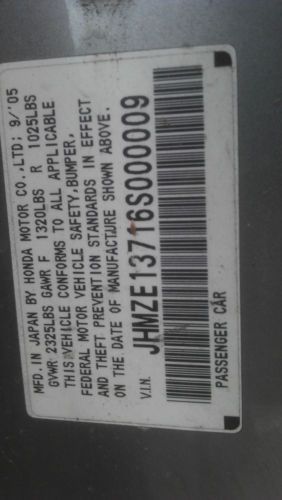 MFD. IN JAPAN BY HONDA MOTOR CO.,LTD; 9/'05
GVWR 2325LBS GAWR F 1320LBS R 1025LBS
THIS VEHICLE CONFORMS TO ALL APPLICABLE
FEDERAL MOTOR VEHICLE SAFETY,BUMPER,
AND THEFT PREVENTION STANDARDS IN EFFECT
ON THE DATE OF MANUFACTURE SHOWN ABOVE.
V.I.N. JHMZE13716S000009
PASSENGER CAR